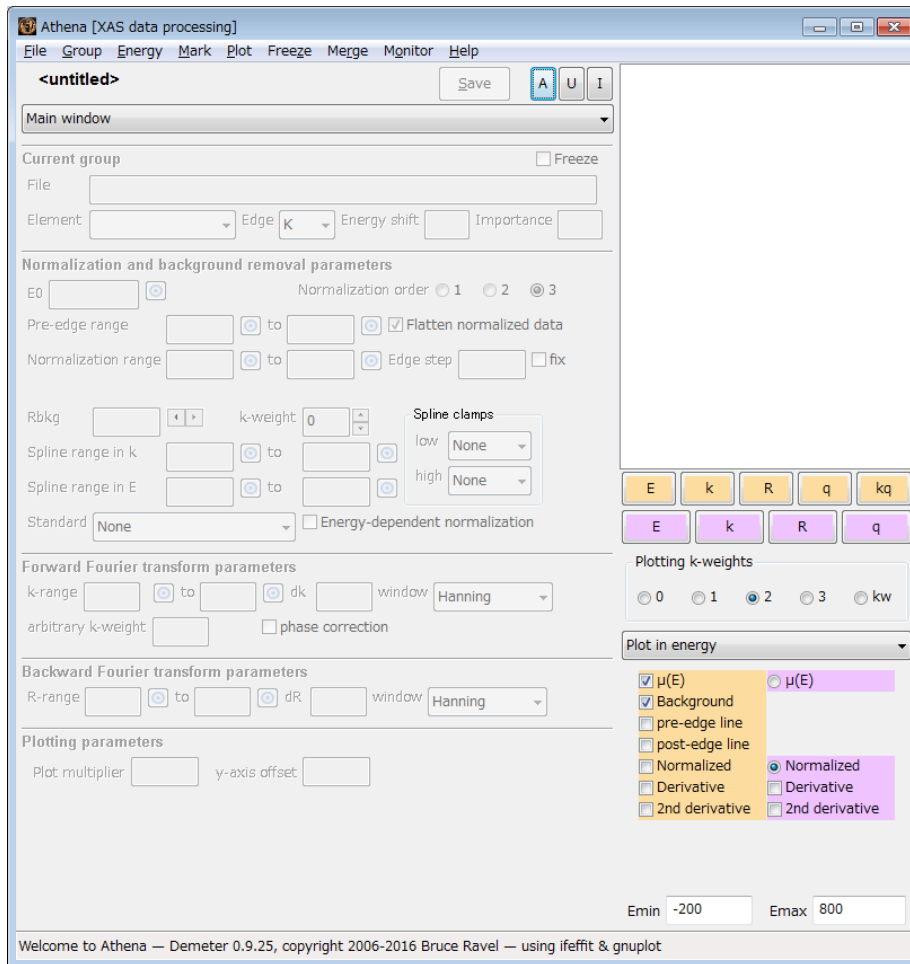 Athena [XAS data processing]
File Group Energy Mark Plot Freeze Merge Monitor Help
<untitled>
Save A U I
Main window
Current group Freeze
File
Element Edge K Energy shift Importance
Normalization and background removal parameters
E0 Normalization order 1 2 3
Pre-edge range to Flatten normalized data
Normalization range to Edge step fix
Rbkg k-weight 0 Spline clamps
low None
Spline range in k to
high None
Spline range in E to
Standard None Energy-dependent normalization
Forward Fourier transform parameters
k-range to dk window Hanning
arbitrary k-weight phase correction
Backward Fourier transform parameters
R-range to dR window Hanning
Plotting parameters
Plot multiplier y-axis offset
E k R q kq
E k R q
Plotting k-weights
0 1 2 3 kw
Plot in energy
μ(E) μ(E)
Background
pre-edge line
post-edge line
Normalized Normalized
Derivative Derivative
2nd derivative 2nd derivative
Emin -200 Emax 800
Welcome to Athena — Demeter 0.9.25, copyright 2006-2016 Bruce Ravel — using ifeffit & gnuplot